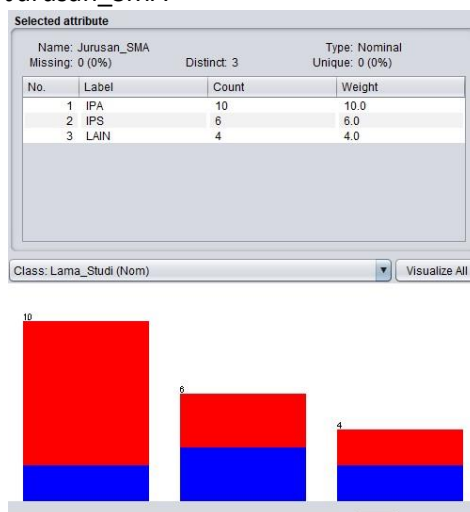 Jurusan_SMA
Selected attribute
Name: Jurusan_SMA Type: Nominal
Missing: 0 (0%) Distinct: 3 Unique: 0 (0%)
No. Label Count Weight
1 IPA 10 10.0
2 IPS 6 6.0
3 LAIN 4 4.0
Class: Lama_Studi (Nom) Visualize All
10
6
4